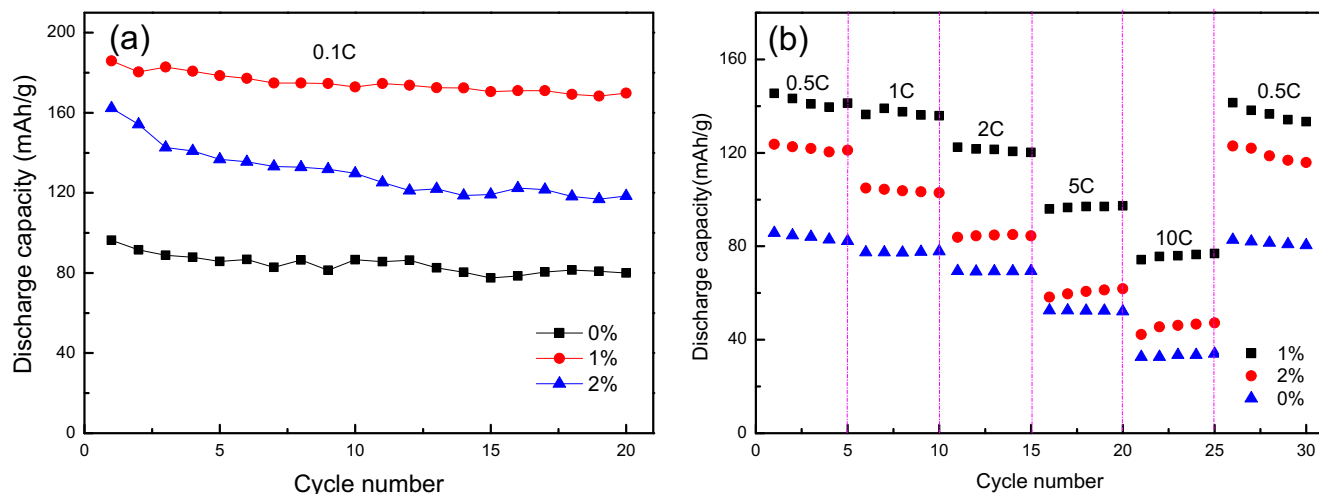 (a)
0.1C
200
160
120
80
40
0
Discharge capacity (mAh/g)
0%
1%
2%
0 5 10 15 20
Cycle number
(b)
0.5C
1C
2C
5C
10C
0.5C
160
120
80
40
0
Discharge capacity(mAh/g)
1%
2%
0%
0 5 10 15 20 25 30
Cycle number